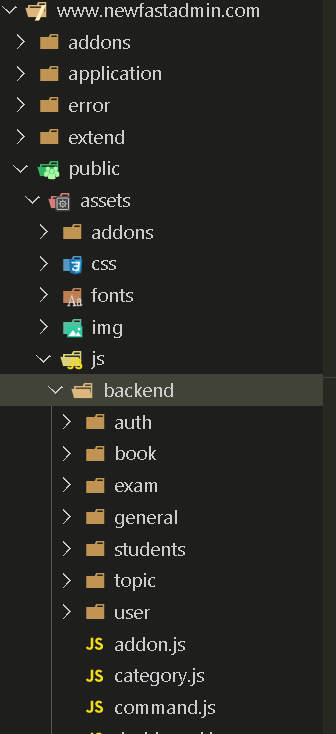 www.newfastadmin.com
addons
application
error
extend
public
assets
addons
css
fonts
img
js
backend
auth
book
exam
general
students
topic
user
JS addon.js
JS category.js
JS command.js